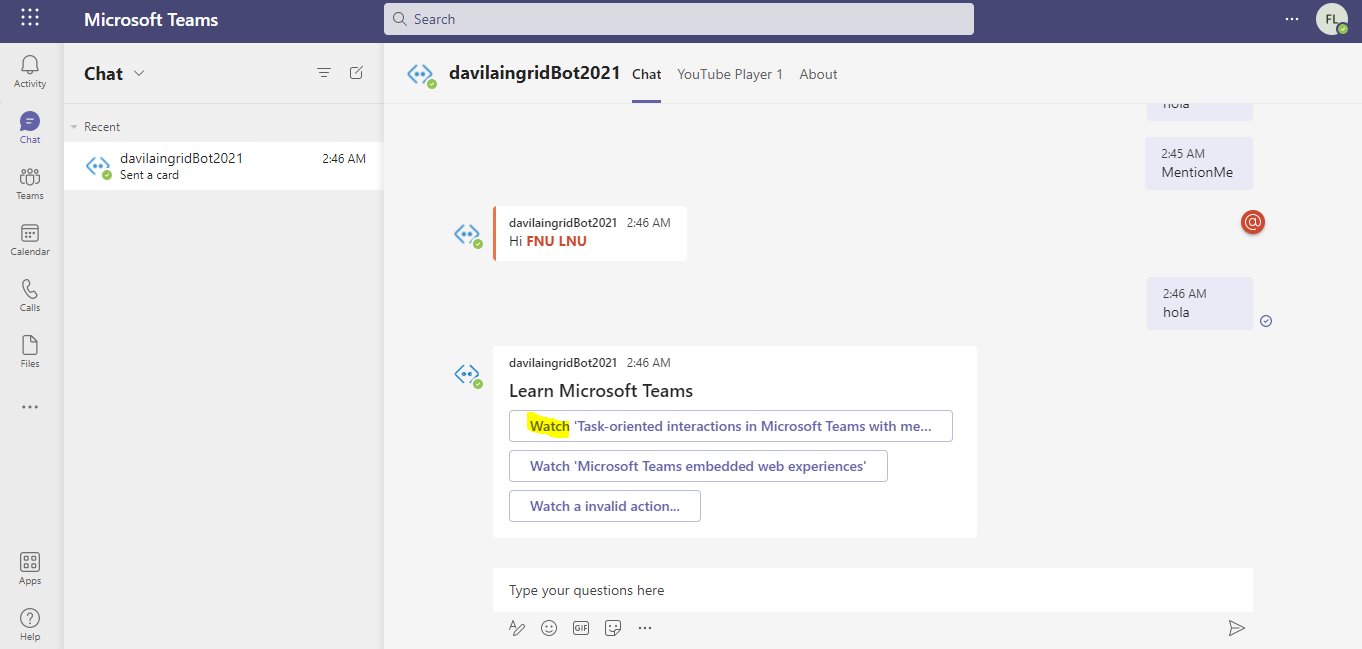 Microsoft Teams
Search
FL
Activity
Chat
Teams
Calendar
Calls
Files
Apps
Help
Chat
Recent
davilaingridBot2021 2:46 AM
Sent a card
davilaingridBot2021 Chat YouTube Player 1 About
hola
2:45 AM
MentionMe
davilaingridBot2021 2:46 AM
Hi FNU LNU
@
2:46 AM
hola
davilaingridBot2021 2:46 AM
Learn Microsoft Teams
Watch 'Task-oriented interactions in Microsoft Teams with me...
Watch 'Microsoft Teams embedded web experiences'
Watch a invalid action...
Type your questions here
GIF